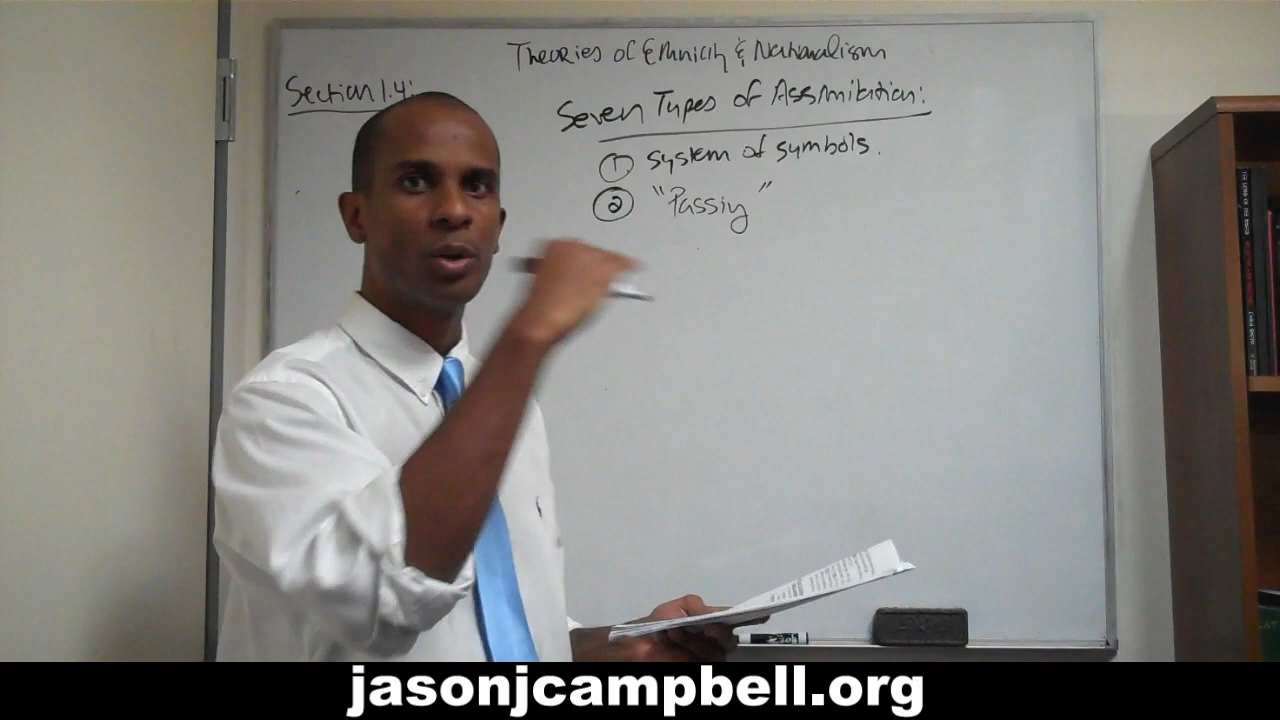 Theories of Ethnicity & Nationalism
Section 1.4:
Seven Types of Assimilation:
① system of symbols.
② "Passing"
jasonjcampbell.org